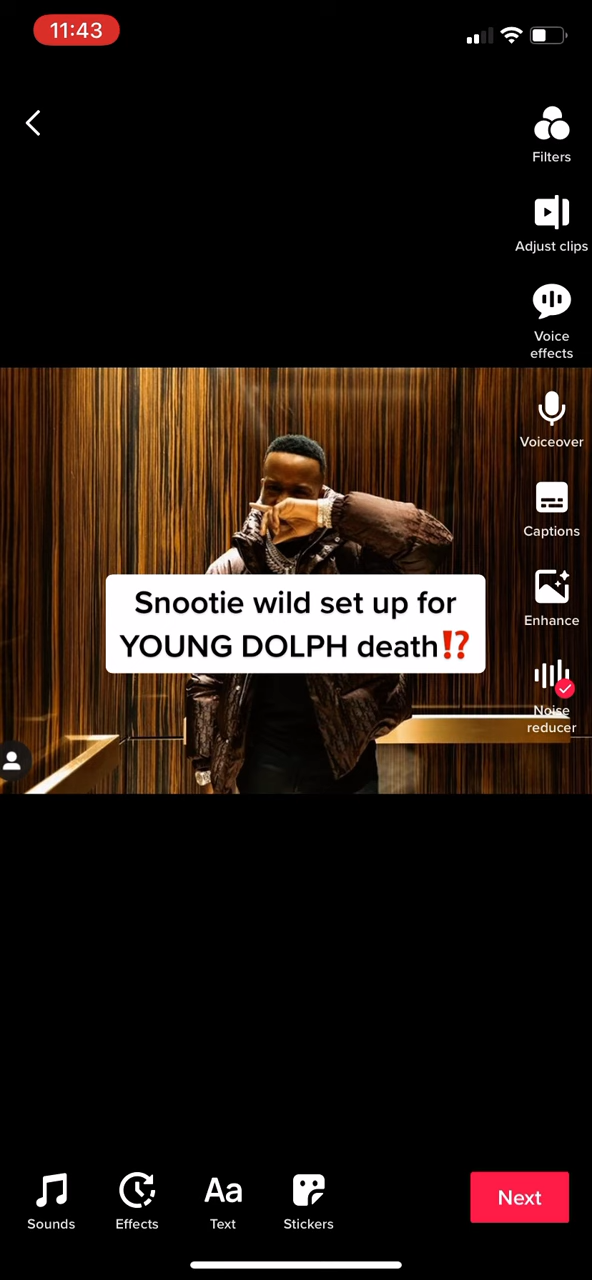 11:43
Filters
Adjust clips
Voice
effects
Voiceover
Captions
Enhance
Noise
reducer
Snootie wild set up for
YOUNG DOLPH death⁉️
Sounds
Effects
Aa
Text
Stickers
Next